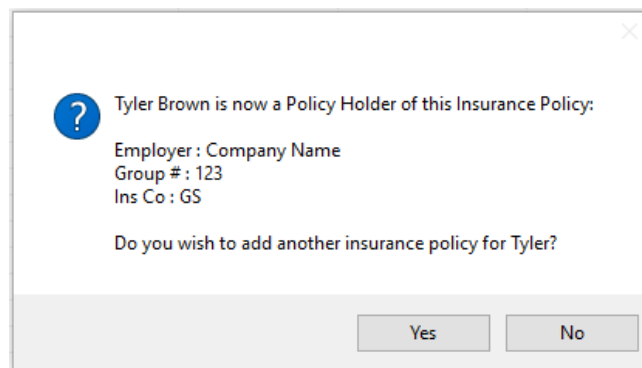 Tyler Brown is now a Policy Holder of this Insurance Policy:
Employer : Company Name
Group # : 123
Ins Co : GS
Do you wish to add another insurance policy for Tyler?
Yes
No